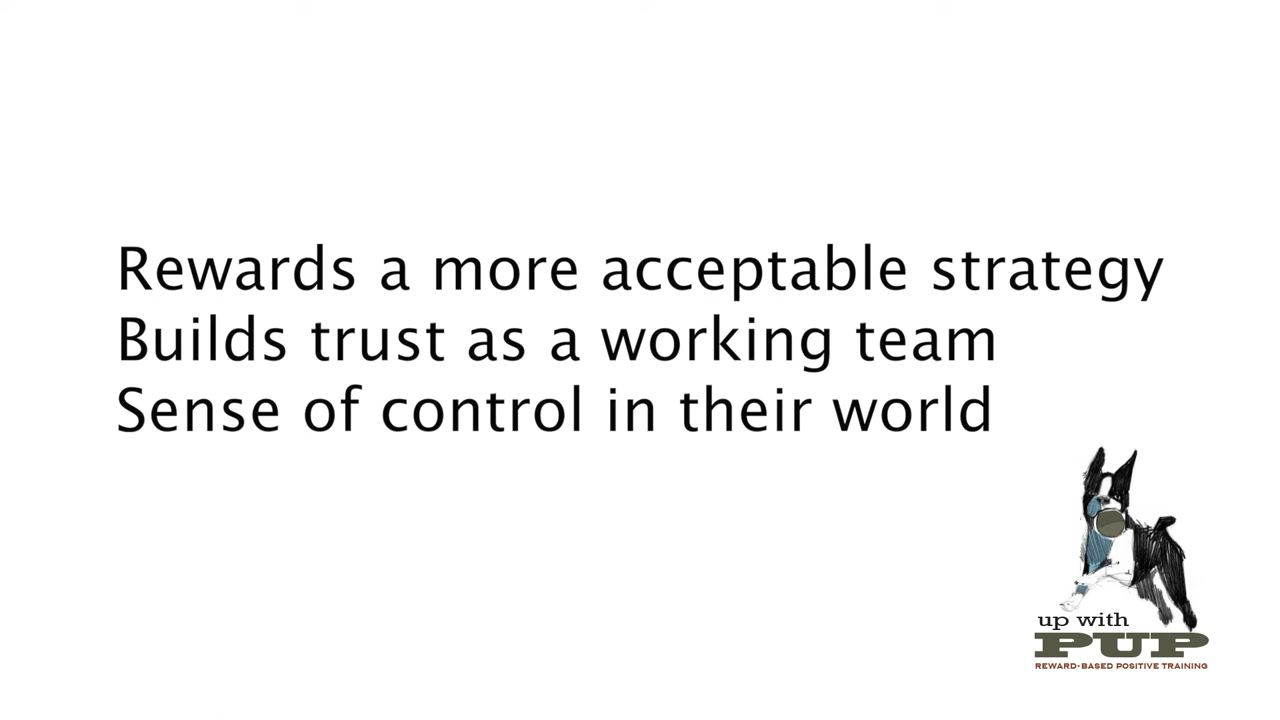 Rewards a more acceptable strategy
Builds trust as a working team
Sense of control in their world
up with
PUP
REWARD-BASED POSITIVE TRAINING